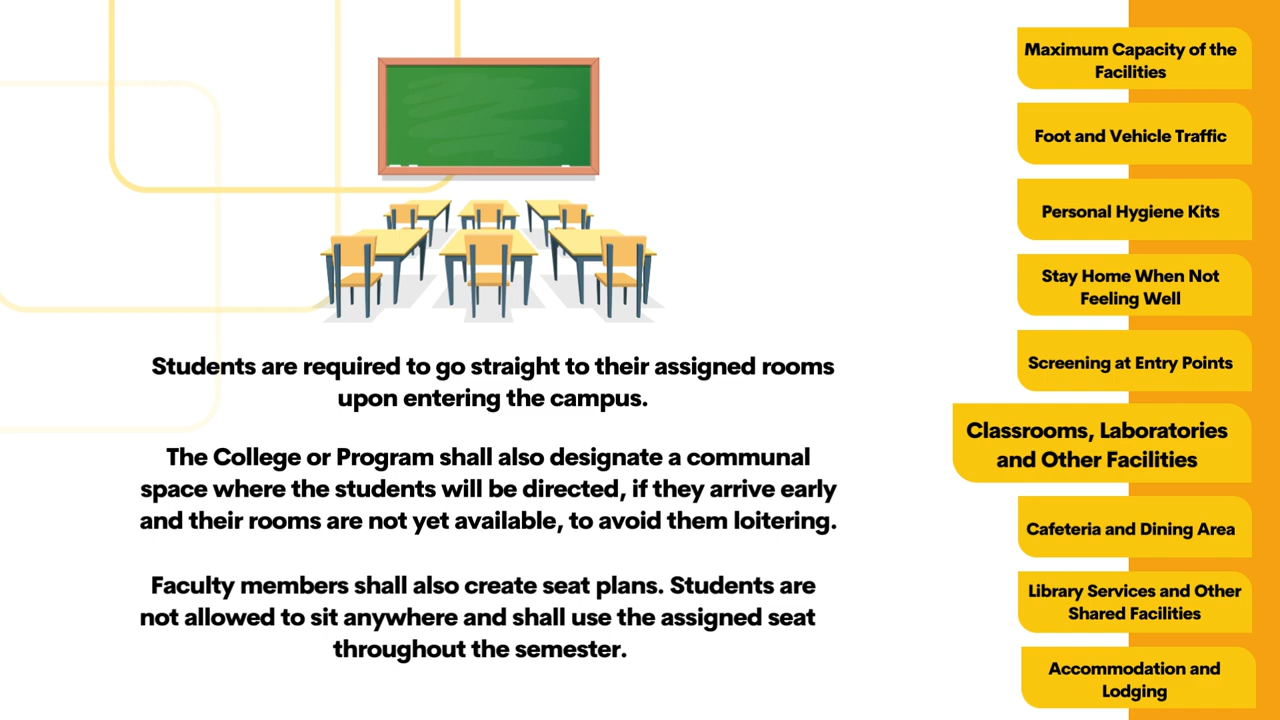 Students are required to go straight to their assigned rooms
upon entering the campus.
The College or Program shall also designate a communal
space where the students will be directed, if they arrive early
and their rooms are not yet available, to avoid them loitering.
Faculty members shall also create seat plans. Students are
not allowed to sit anywhere and shall use the assigned seat
throughout the semester.
Maximum Capacity of the
Facilities
Foot and Vehicle Traffic
Personal Hygiene Kits
Stay Home When Not
Feeling Well
Screening at Entry Points
Classrooms, Laboratories
and Other Facilities
Cafeteria and Dining Area
Library Services and Other
Shared Facilities
Accommodation and
Lodging